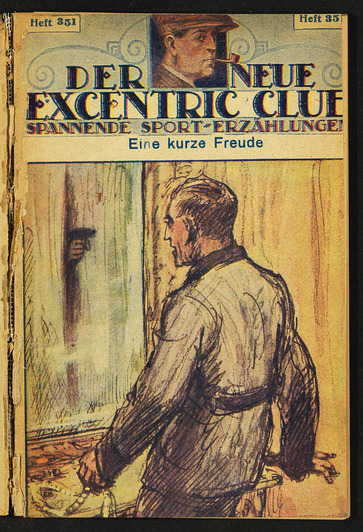 Heft 351
Heft 35
DER NEUE
EXCENTRIC CLUB
SPANNENDE SPORT-ERZÄHLUNGEN
Eine kurze Freude